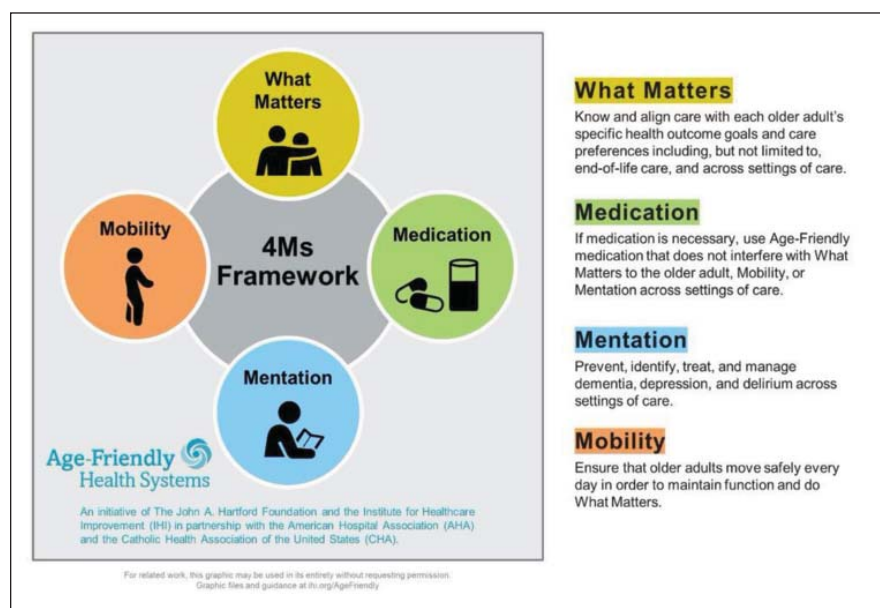 What
Matters
Mobility
4Ms
Framework
Medication
Mentation
Age-Friendly
Health Systems
An initiative of The John A. Hartford Foundation and the Institute for Healthcare
Improvement (IHI) in partnership with the American Hospital Association (AHA)
and the Catholic Health Association of the United States (CHA).
What Matters
Know and align care with each older adult's
specific health outcome goals and care
preferences including, but not limited to,
end-of-life care, and across settings of care.
Medication
If medication is necessary, use Age-Friendly
medication that does not interfere with What
Matters to the older adult, Mobility, or
Mentation across settings of care.
Mentation
Prevent, identify, treat, and manage
dementia, depression, and delirium across
settings of care.
Mobility
Ensure that older adults move safely every
day in order to maintain function and do
What Matters.
For related work, this graphic may be used in its entirety without requesting permission.
Graphic files and guidance at ihi.org/AgeFriendly